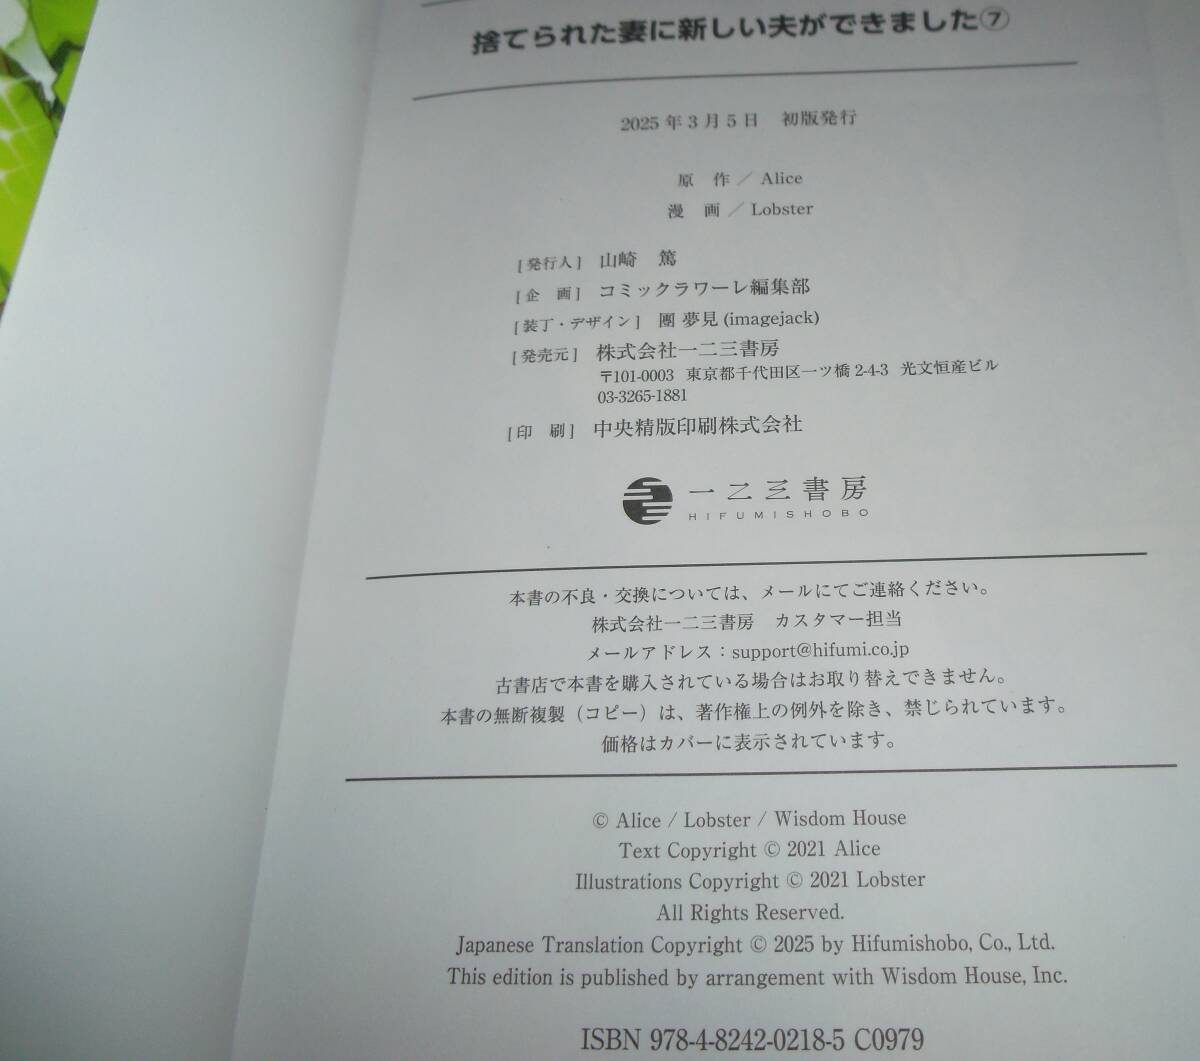 捨てられた妻に新しい夫ができました⑦
2025年3月5日　初版発行
原　作／Alice
漫　画／Lobster
[発行人]　山崎　篤
[企　画]　コミックラワーレ編集部
[装丁・デザイン]　團 夢見(imagejack)
[発売元]　株式会社一二三書房
〒101-0003　東京都千代田区一ツ橋2-4-3　光文恒産ビル
03-3265-1881
[印　刷]　中央精版印刷株式会社
一二三書房
HIFUMISHOBO
本書の不良・交換については、メールにてご連絡ください。
株式会社一二三書房　カスタマー担当
メールアドレス：support@hifumi.co.jp
古書店で本書を購入されている場合はお取り替えできません。
本書の無断複製（コピー）は、著作権上の例外を除き、禁じられています。
価格はカバーに表示されています。
© Alice / Lobster / Wisdom House
Text Copyright © 2021 Alice
Illustrations Copyright © 2021 Lobster
All Rights Reserved.
Japanese Translation Copyright © 2025 by Hifumishobo, Co., Ltd.
This edition is published by arrangement with Wisdom House, Inc.
ISBN 978-4-8242-0218-5 C0979